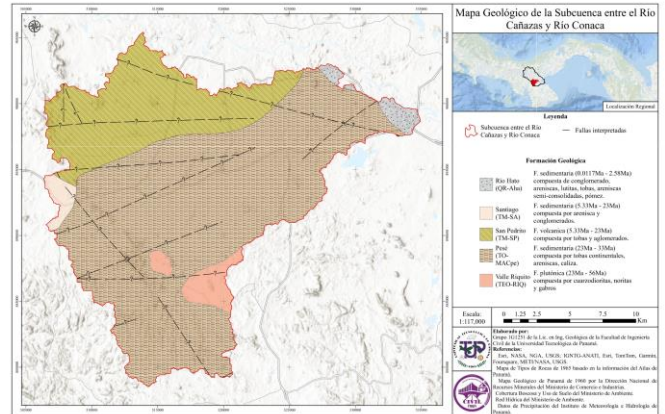 Mapa Geológico de la Subcuenca entre el Río
Cañazas y Río Conaca
Localización Regional
Leyenda
Subcuenca entre el Río
Cañazas y Río Conaca
Fallas interpretadas
Formación Geológica
Río Hato
(QR-Aha)
F. sedimentaria (0.0117Ma - 2.58Ma)
compuesta de conglomerado,
areniscas, lutitas, tobas, areniscas
semi-consolidadas, pómez.
Santiago
(TM-SA)
F. sedimentaria (5.33Ma - 23Ma)
compuesta por arenisca y
conglomerados.
San Pedrito
(TM-SP)
F. volcanica (5.33Ma - 23Ma)
compuesta por tobas y aglomerados.
Pesé
(TO-
MACpe)
F. sedimentaria (23Ma - 33Ma)
compuesta por tobas continentales,
areniscas, caliza.
Valle Riquito
(TEO-RIQ)
F. plutónica (23Ma - 56Ma)
compuesta por cuarzodioritas, noritas
y gabros
Escala:
1:117,000
0 1.25 2.5 5 7.5 10
Km
Elaborado por:
Grupo 1GI251 de la Lic. en Ing. Geológica de la Facultad de Ingeniería
Civil de la Universidad Tecnológica de Panamá.
Referencias:
Esri, NASA, NGA, USGS, IGNTG-ANATI, Esri, TomTom, Garmin,
Foursquare, METI/NASA, USGS.
Mapa de Tipos de Rocas de 1965 basado en la información del Atlas de
Panamá.
Mapa Geológico de Panamá de 1960 por la Dirección Nacional de
Recursos Minerales del Ministerio de Comercio e Industrias.
Cobertura Boscosa y Uso de Suelo del Ministerio de Ambiente.
Red Hídrica del Ministerio de Ambiente.
Datos de Precipitación del Instituto de Meteorología e Hidrología de
Panamá.